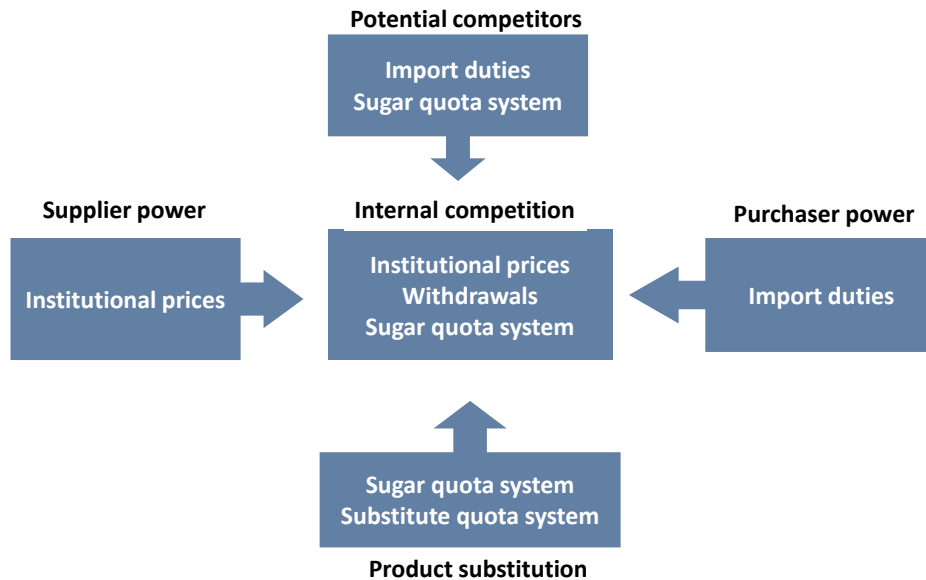 Potential competitors
Import duties
Sugar quota system
Supplier power
Institutional prices
Internal competition
Institutional prices
Withdrawals
Sugar quota system
Purchaser power
Import duties
Sugar quota system
Substitute quota system
Product substitution